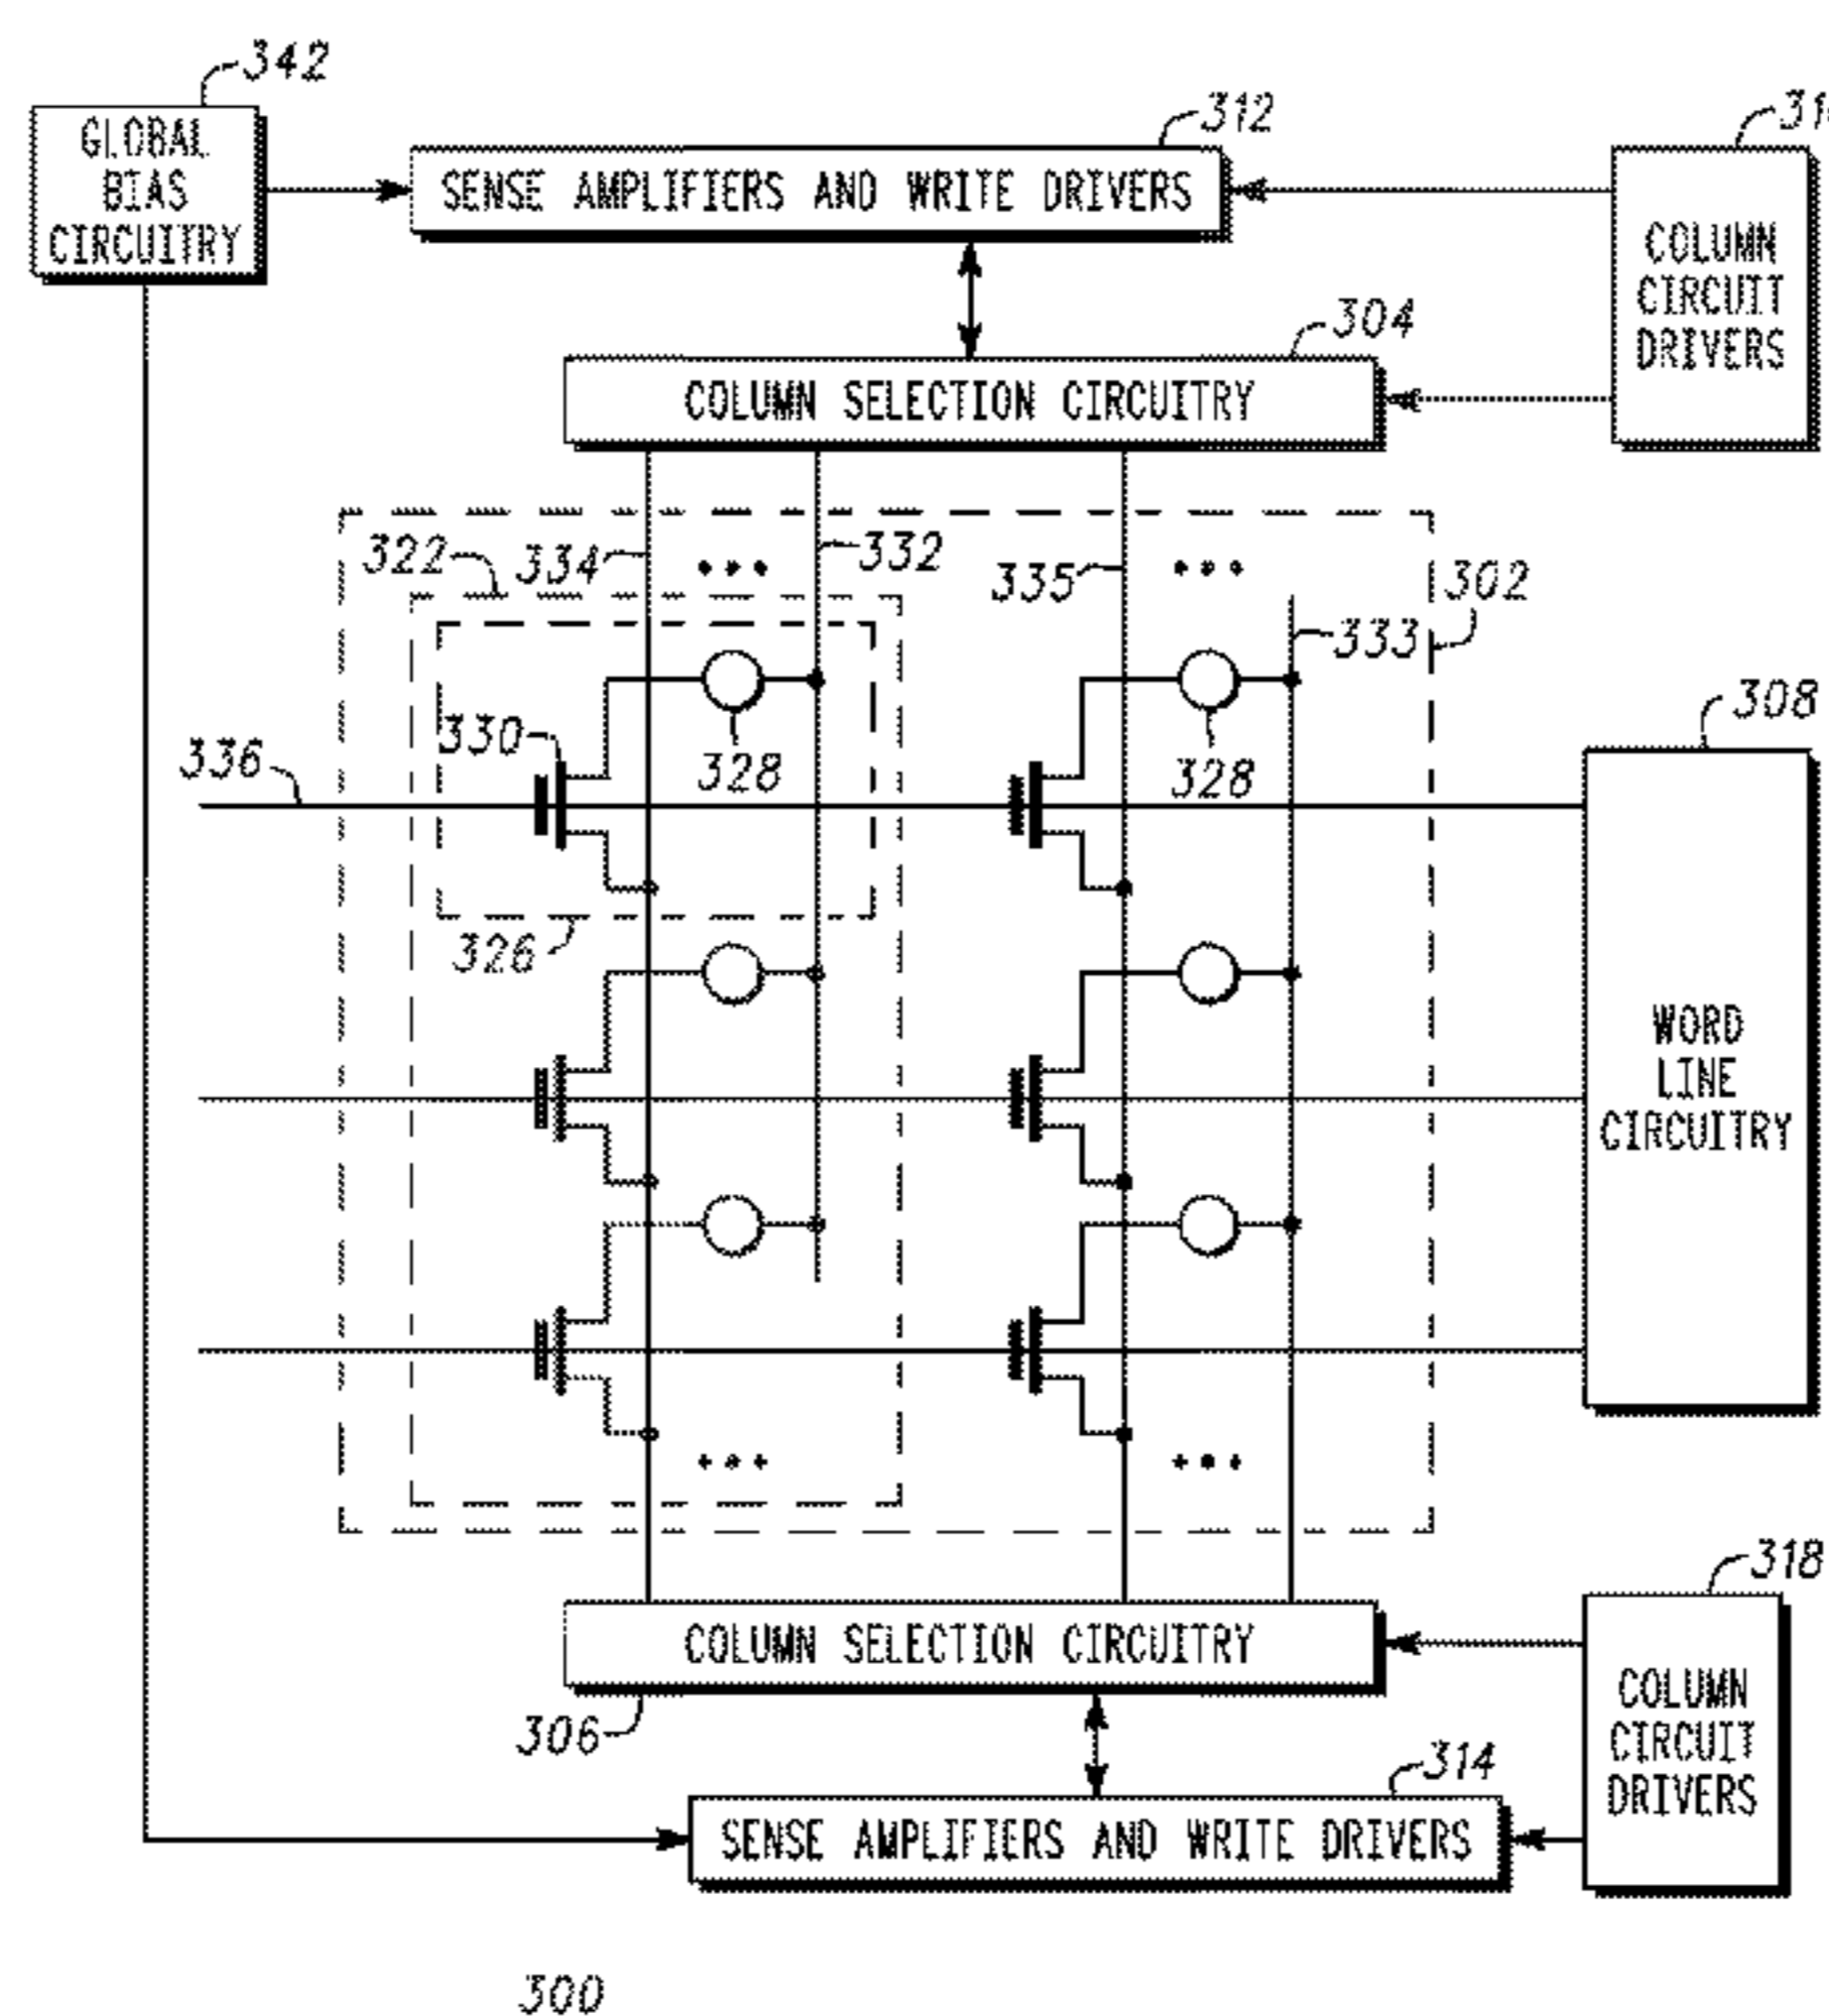 342
GLOBAL
BIAS
CIRCUITRY
312
SENSE AMPLIFIERS AND WRITE DRIVERS
COLUMN
CIRCUIT
DRIVERS
304
COLUMN SELECTION CIRCUITRY
322
334
332
335
333
302
330
328
328
336
308
326
WORD
LINE
CIRCUITRY
318
COLUMN SELECTION CIRCUITRY
306
COLUMN
CIRCUIT
DRIVERS
314
SENSE AMPLIFIERS AND WRITE DRIVERS
300